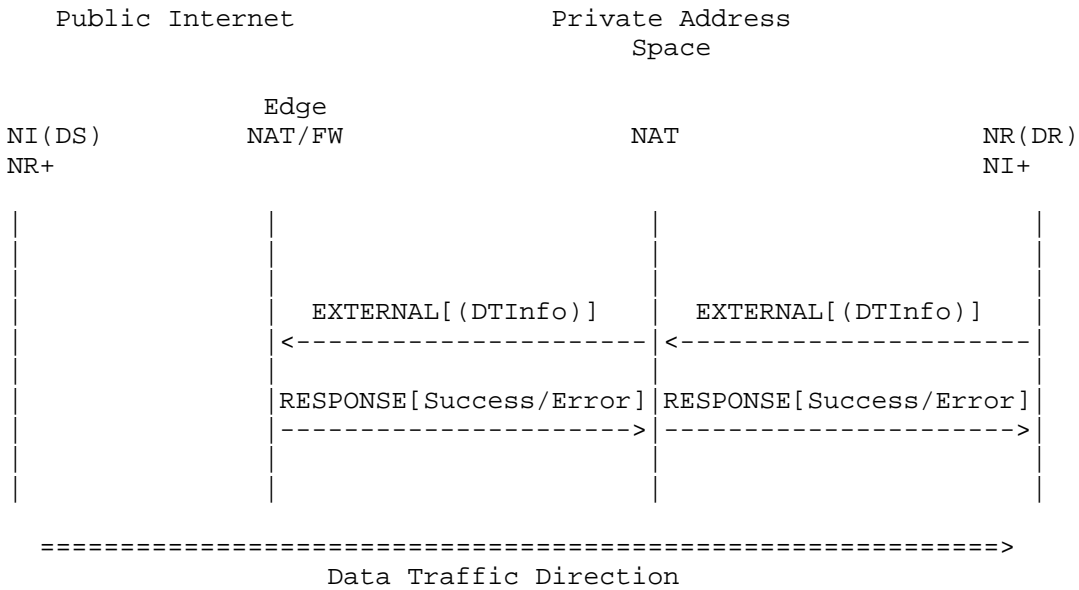 Public Internet Private Address
Space
Edge
NI(DS) NAT/FW NAT NR(DR)
NR+ NI+
EXTERNAL[(DTInfo)] EXTERNAL[(DTInfo)]
RESPONSE[Success/Error] RESPONSE[Success/Error]
Data Traffic Direction